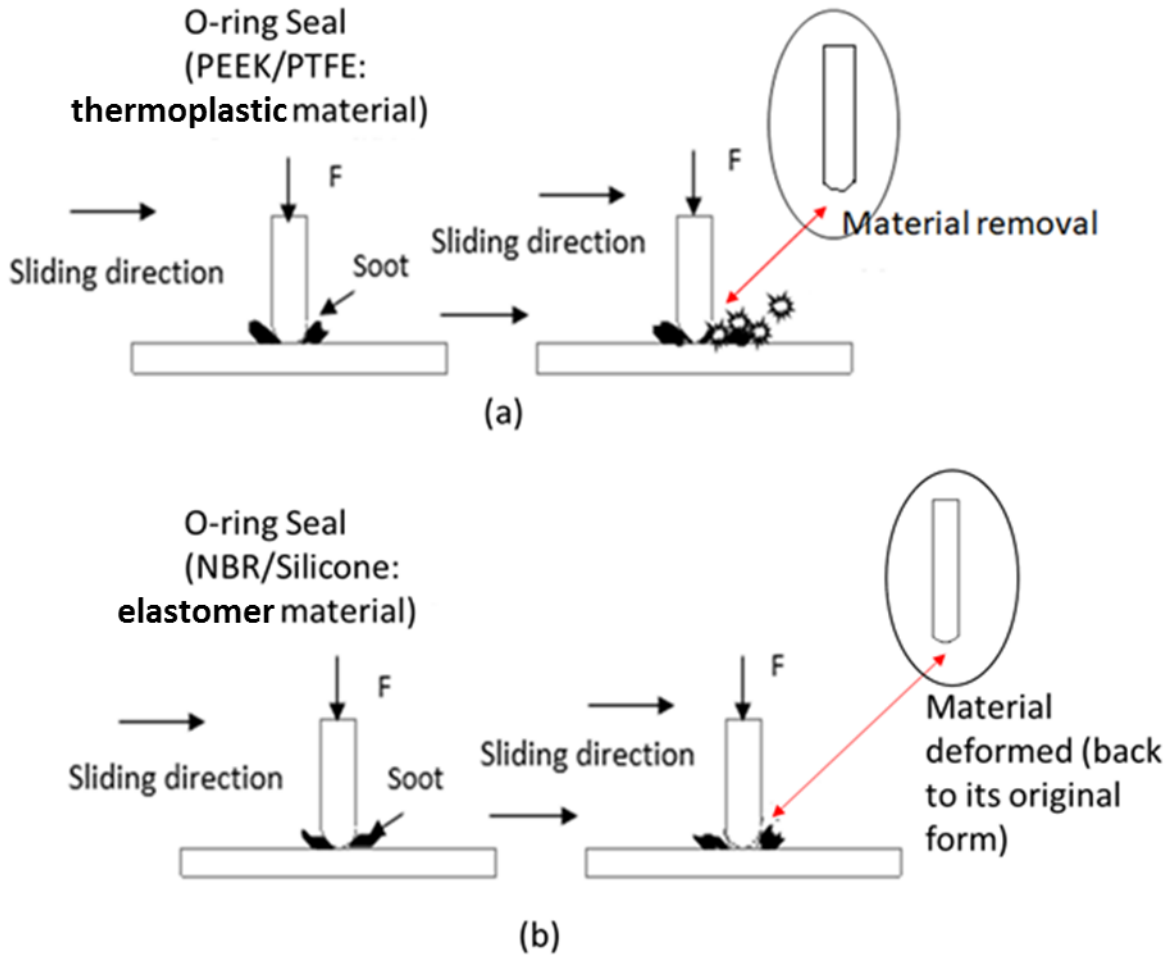 O-ring Seal
(PEEK/PTFE:
thermoplastic material)
F
Sliding direction
Soot
F
Sliding direction
Material removal
(a)
O-ring Seal
(NBR/Silicone:
elastomer material)
F
Sliding direction
Soot
F
Sliding direction
Material
deformed (back
to its original
form)
(b)